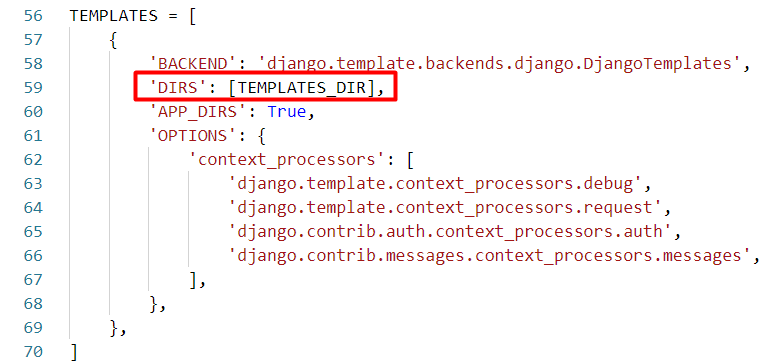 56 TEMPLATES = [
57     {
58         'BACKEND': 'django.template.backends.django.DjangoTemplates',
59         'DIRS': [TEMPLATES_DIR],
60         'APP_DIRS': True,
61         'OPTIONS': {
62             'context_processors': [
63                 'django.template.context_processors.debug',
64                 'django.template.context_processors.request',
65                 'django.contrib.auth.context_processors.auth',
66                 'django.contrib.messages.context_processors.messages',
67             ],
68         },
69     },
70 ]